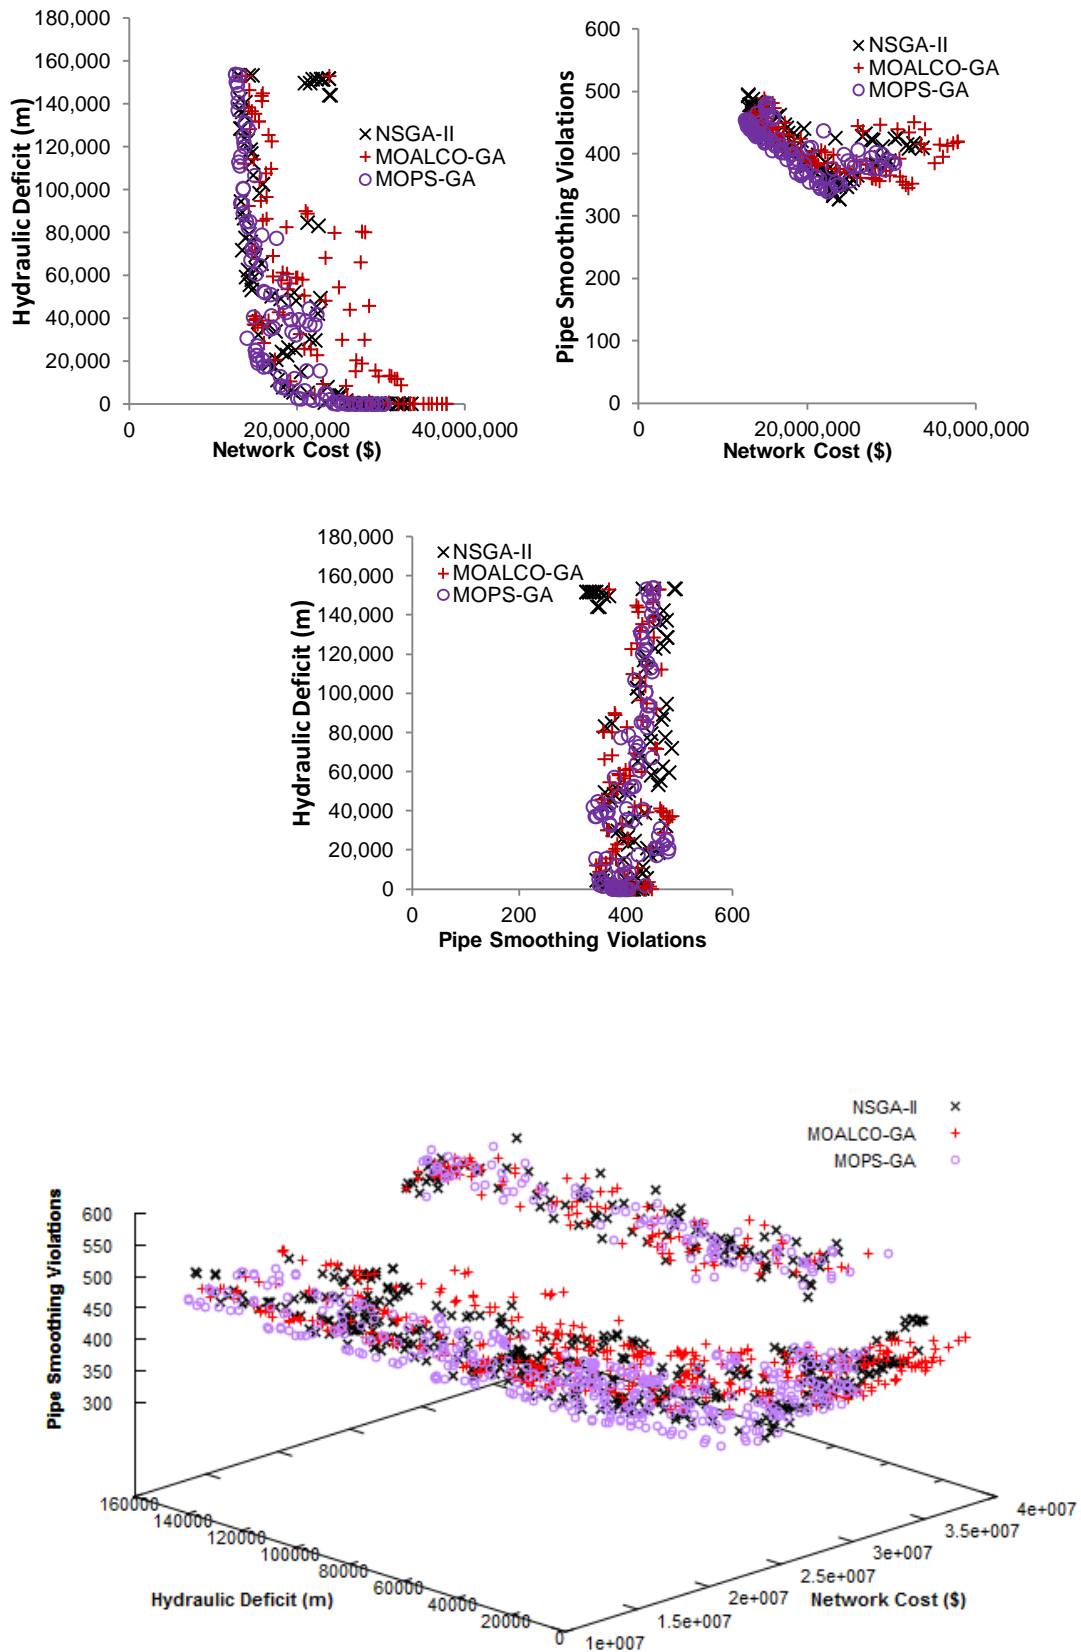 180,000
160,000
140,000
120,000
100,000
80,000
60,000
40,000
20,000
0
Hydraulic Deficit (m)
NSGA-II
MOALCO-GA
MOPS-GA
0
20,000,000
40,000,000
Network Cost ($)
600
500
400
300
200
100
0
Pipe Smoothing Violations
NSGA-II
MOALCO-GA
MOPS-GA
0
20,000,000
40,000,000
Network Cost ($)
180,000
160,000
140,000
120,000
100,000
80,000
60,000
40,000
20,000
0
Hydraulic Deficit (m)
NSGA-II
MOALCO-GA
MOPS-GA
0
200
400
600
Pipe Smoothing Violations
NSGA-II
MOALCO-GA
MOPS-GA
Pipe Smoothing Violations
600
550
500
450
400
350
300
160000
140000
120000
100000
80000
60000
40000
20000
0
Hydraulic Deficit (m)
1e+007
1.5e+007
2e+007
2.5e+007
3e+007
3.5e+007
4e+007
Network Cost ($)